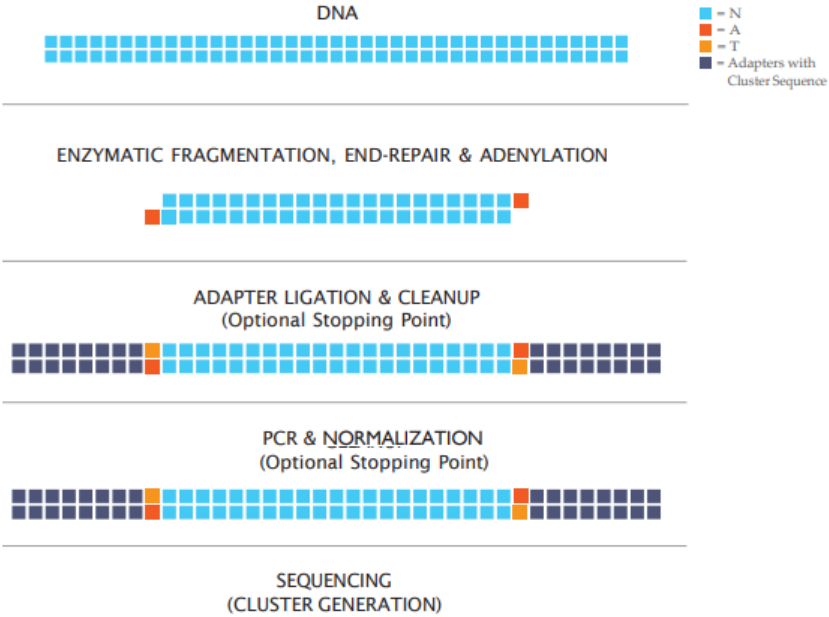 DNA
= N
= A
= T
= Adapters with
Cluster Sequence
ENZYMATIC FRAGMENTATION, END-REPAIR & ADENYLATION
ADAPTER LIGATION & CLEANUP
(Optional Stopping Point)
PCR & NORMALIZATION
(Optional Stopping Point)
SEQUENCING
(CLUSTER GENERATION)